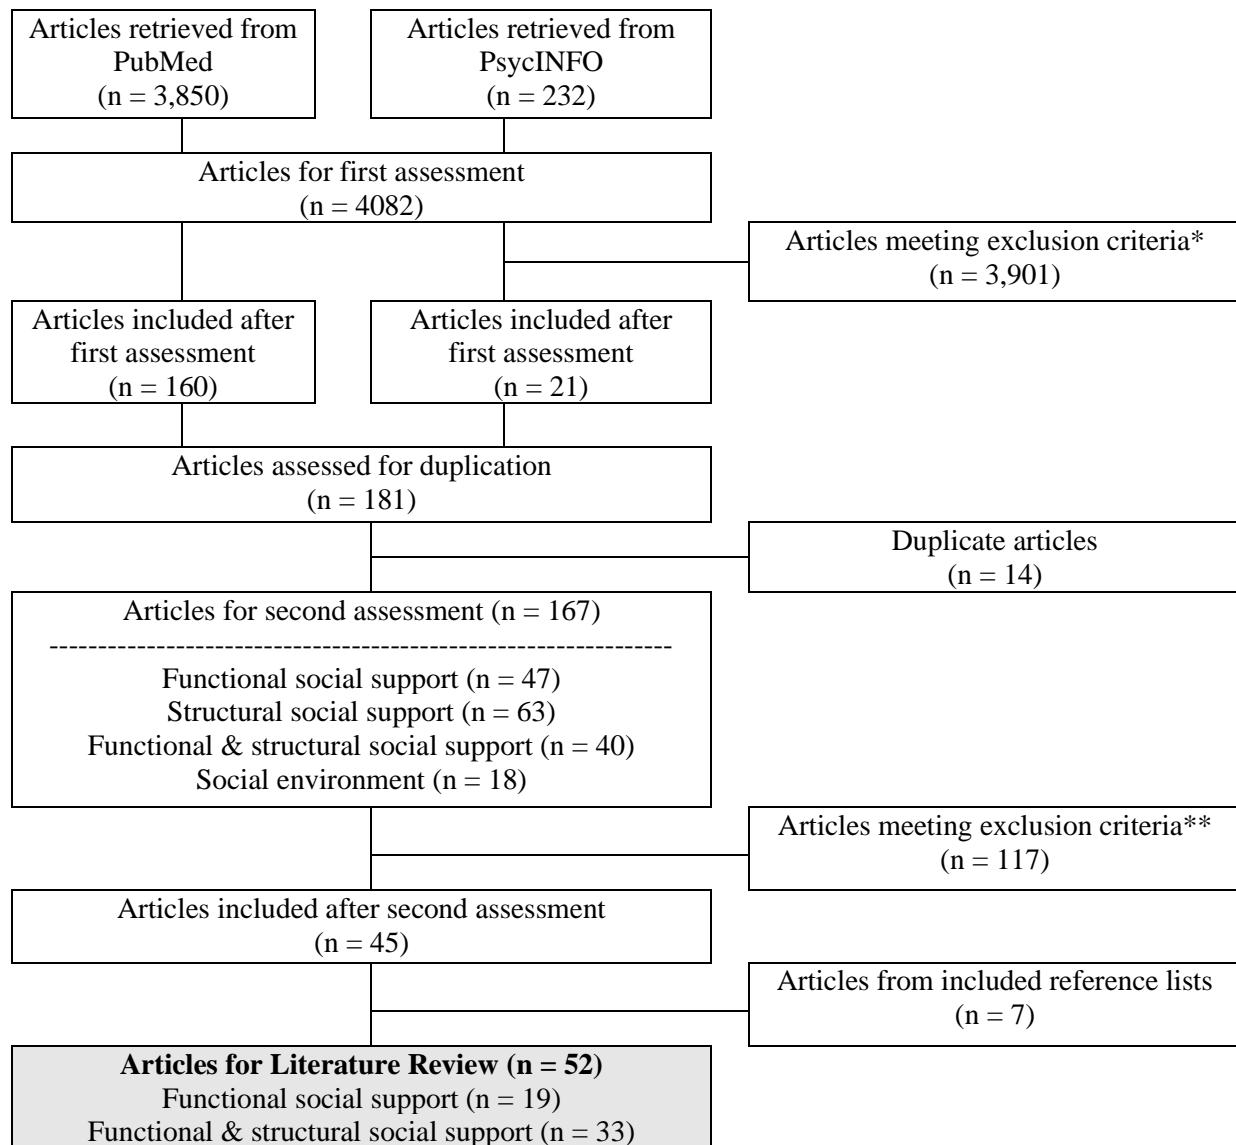 Articles retrieved from
PubMed
(n = 3,850)
Articles retrieved from
PsycINFO
(n = 232)
Articles for first assessment
(n = 4082)
Articles meeting exclusion criteria*
(n = 3,901)
Articles included after
first assessment
(n = 160)
Articles included after
first assessment
(n = 21)
Articles assessed for duplication
(n = 181)
Duplicate articles
(n = 14)
Articles for second assessment (n = 167)
----------------------------------------------------------------
Functional social support (n = 47)
Structural social support (n = 63)
Functional & structural social support (n = 40)
Social environment (n = 18)
Articles meeting exclusion criteria**
(n = 117)
Articles included after second assessment
(n = 45)
Articles from included reference lists
(n = 7)
Articles for Literature Review (n = 52)
Functional social support (n = 19)
Functional & structural social support (n = 33)